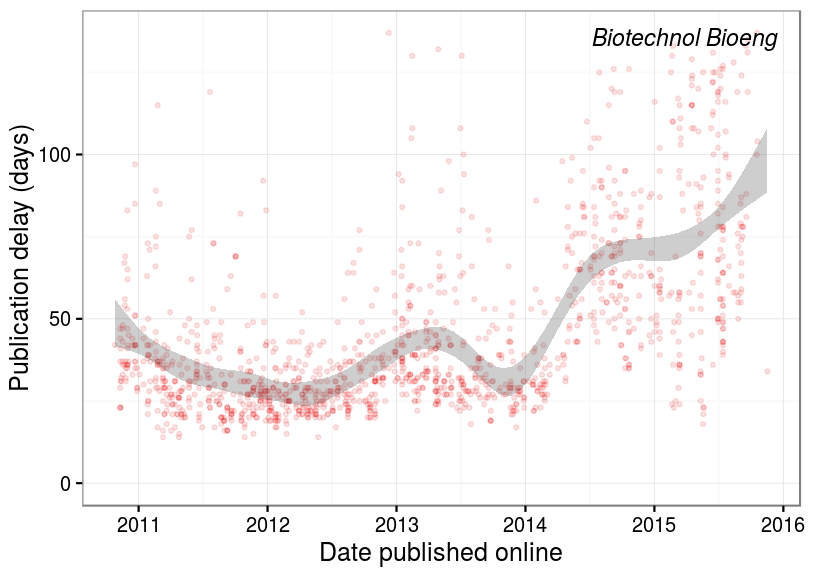 Biotechnol Bioeng
Publication delay (days)
100
50
0
2011 2012 2013 2014 2015 2016
Date published online